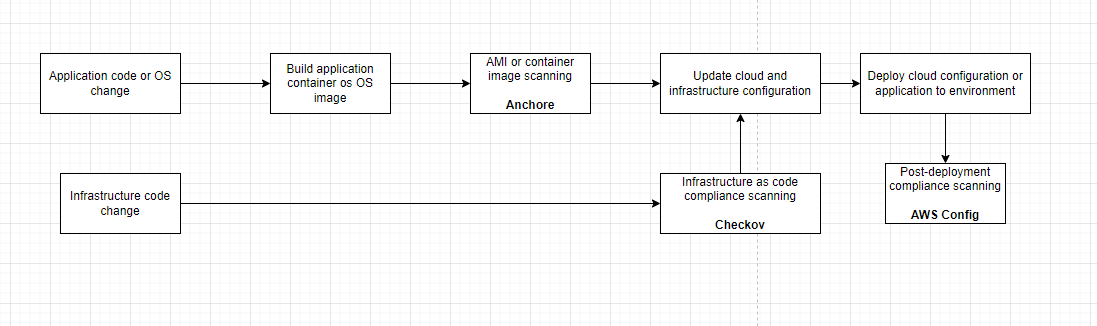 Application code or OS
change
Build application
container os OS
image
AMI or container
image scanning
Anchore
Update cloud and
infrastructure configuration
Deploy cloud configuration or
application to environment
Infrastructure code
change
Infrastructure as code
compliance scanning
Checkov
Post-deployment
compliance scanning
AWS Config